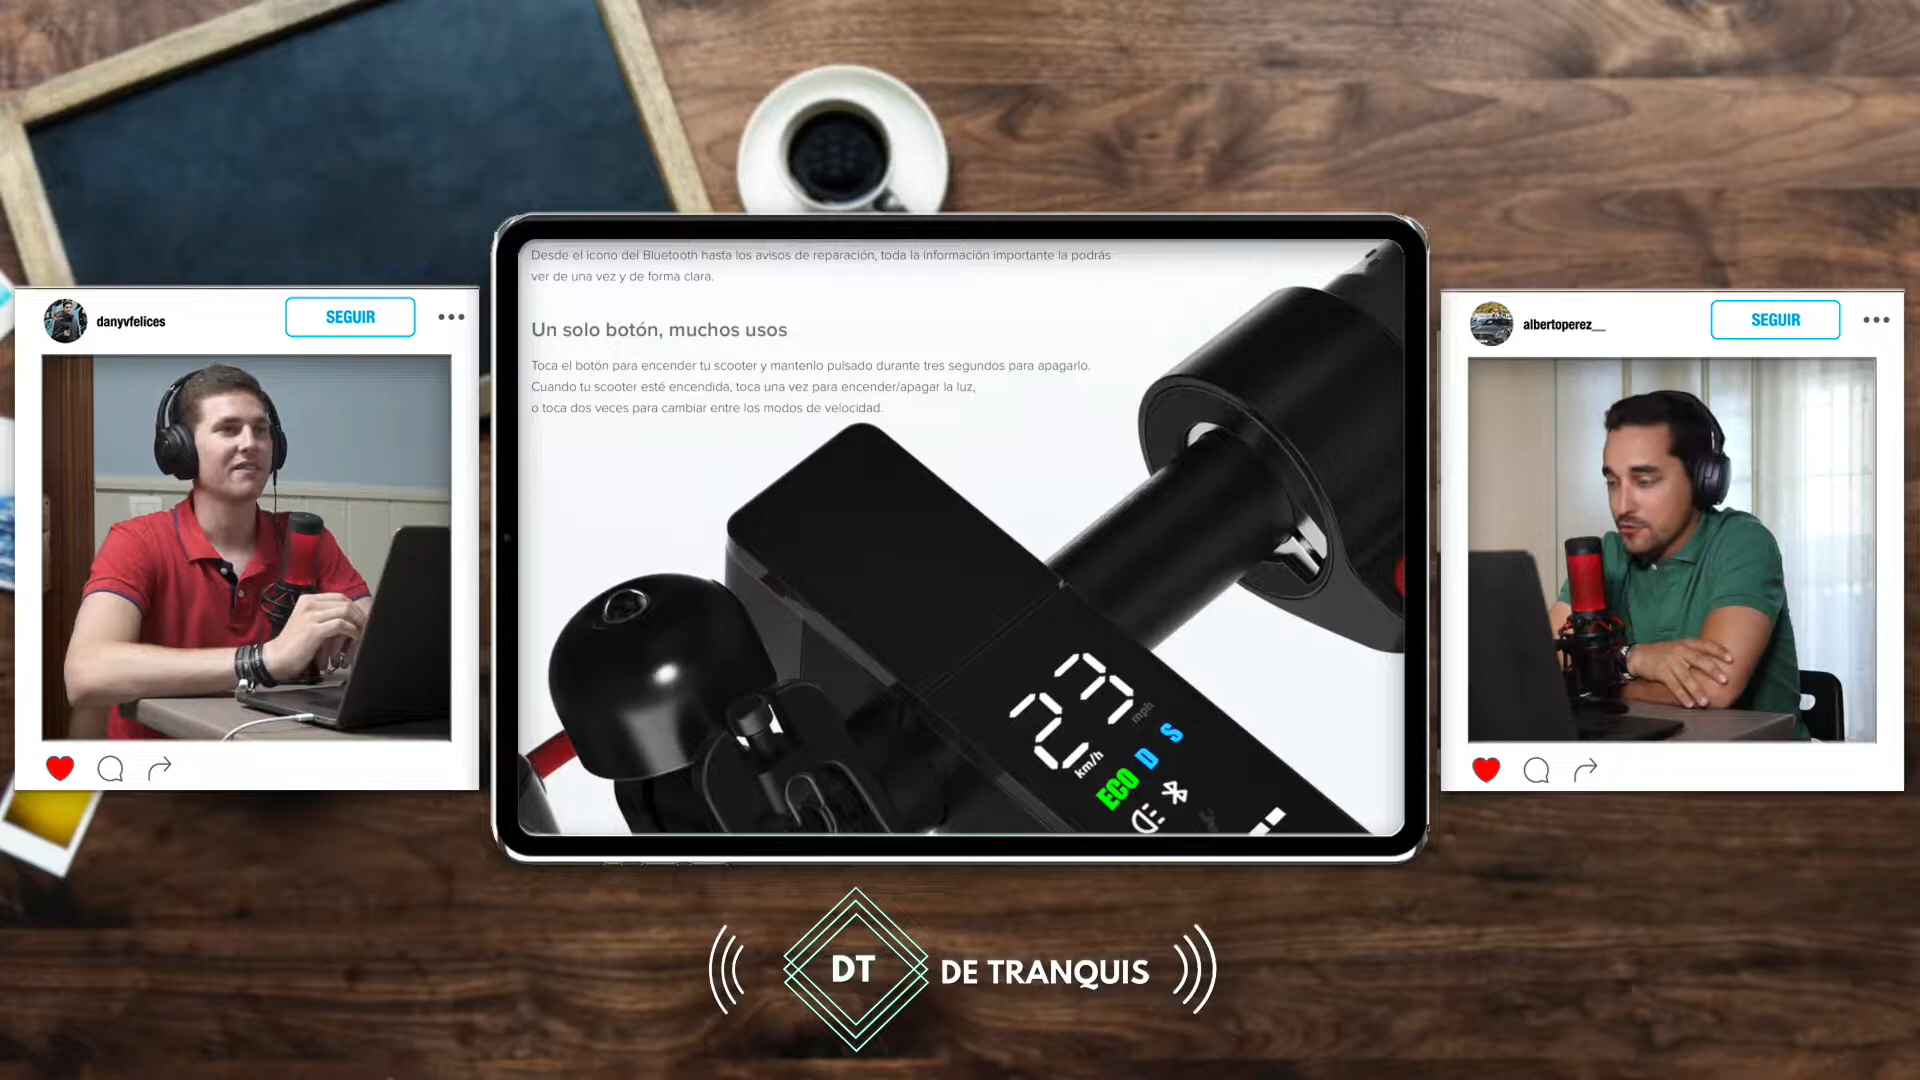 Desde el icono del Bluetooth hasta los avisos de reparación, toda la información importante la podrás
ver de una vez y de forma clara.
Un solo botón, muchos usos
Toca el botón para encender tu scooter y mantenlo pulsado durante tres segundos para apagarlo.
Cuando tu scooter esté encendida, toca una vez para encender/apagar la luz,
o toca dos veces para cambiar entre los modos de velocidad.
danyvfelices
SEGUIR
albertoperez__
SEGUIR
23
mph
km/h
ECO D S
DT
DE TRANQUIS